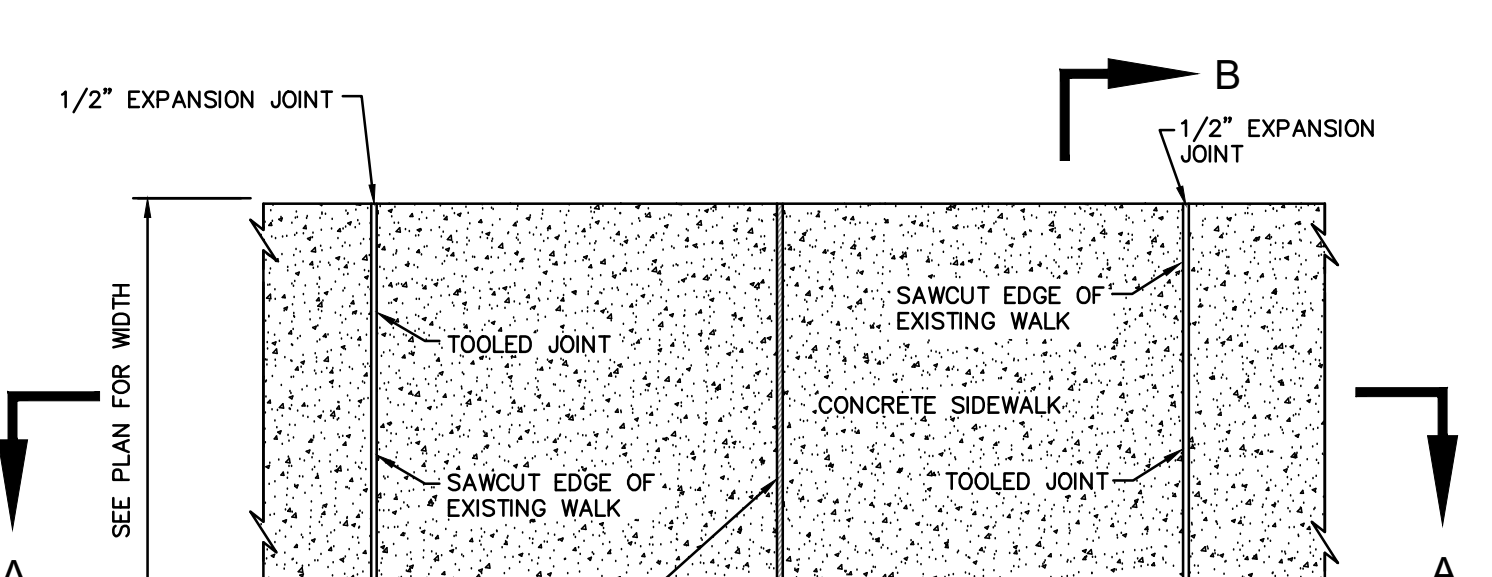 B
1/2” EXPANSION JOINT
1/2” EXPANSION
JOINT
SAWCUT EDGE OF
EXISTING WALK
TOOLED JOINT
SEE PLAN FOR WIDTH
CONCRETE SIDEWALK
SAWCUT EDGE OF
EXISTING WALK
TOOLED JOINT
A
A